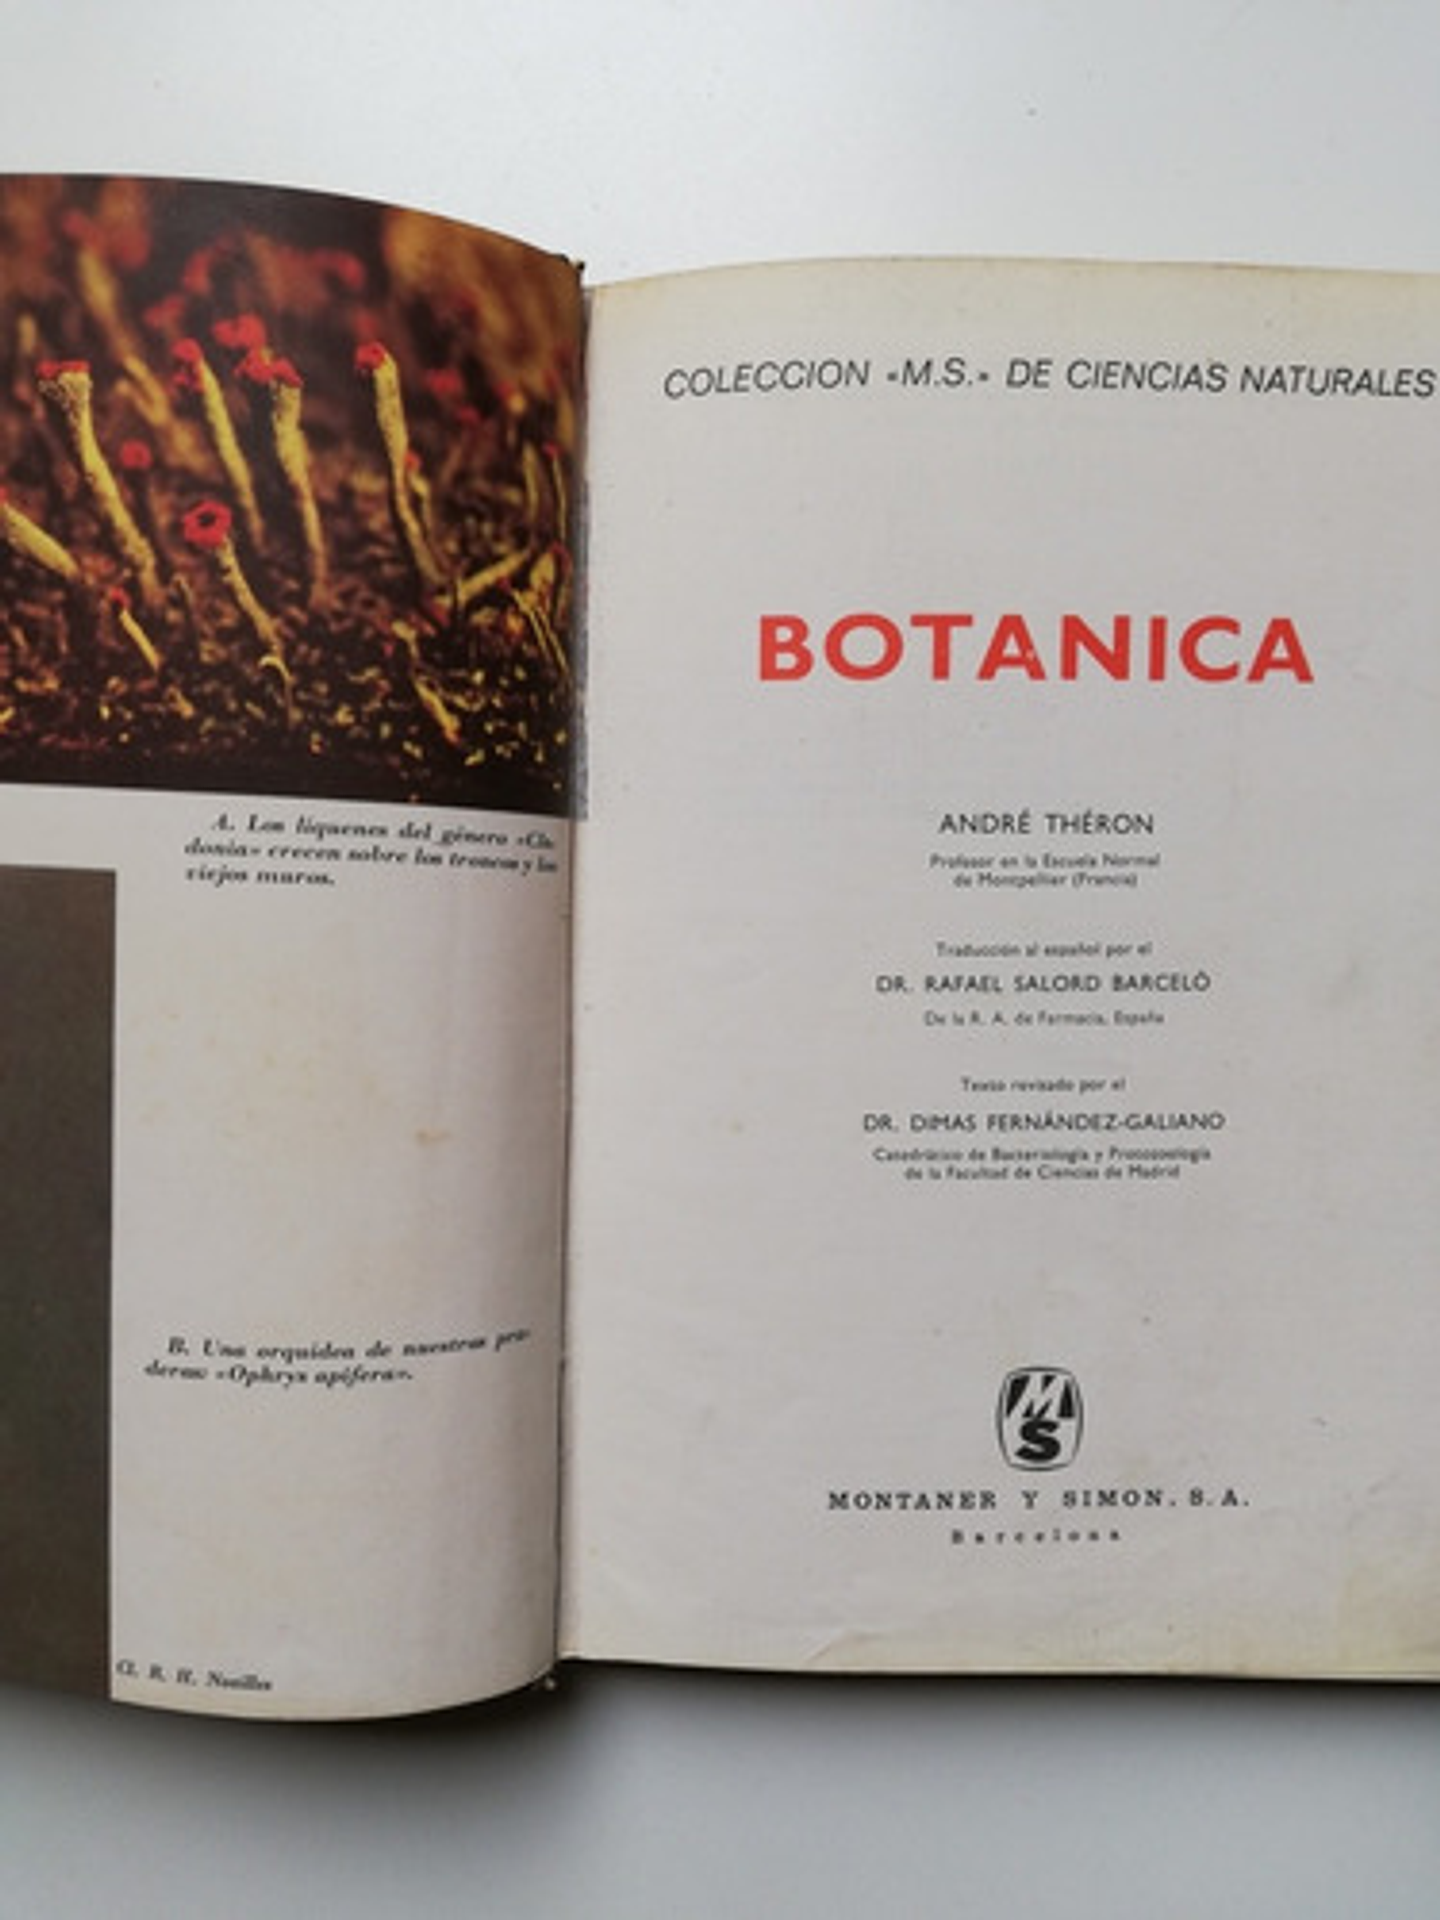 A. Los líquenes del género «Cla-
donia» crecen sobre los troncos y los
viejos muros.
B. Una orquídea de nuestras pra-
deras: «Ophrys apifera».
Cl. R. H. Noailles
COLECCION «M.S.» DE CIENCIAS NATURALES
BOTANICA
ANDRÉ THÉRON
Profesor en la Escuela Normal
de Montpellier (Francia)
Traducción al español por el
DR. RAFAEL SALORD BARCELÒ
De la R. A. de Farmacia, España
Texto revisado por el
DR. DIMAS FERNÁNDEZ-GALIANO
Catedrático de Bacteriología y Protozoología
de la Facultad de Ciencias de Madrid
MS
MONTANER Y SIMON, S. A.
Barcelona